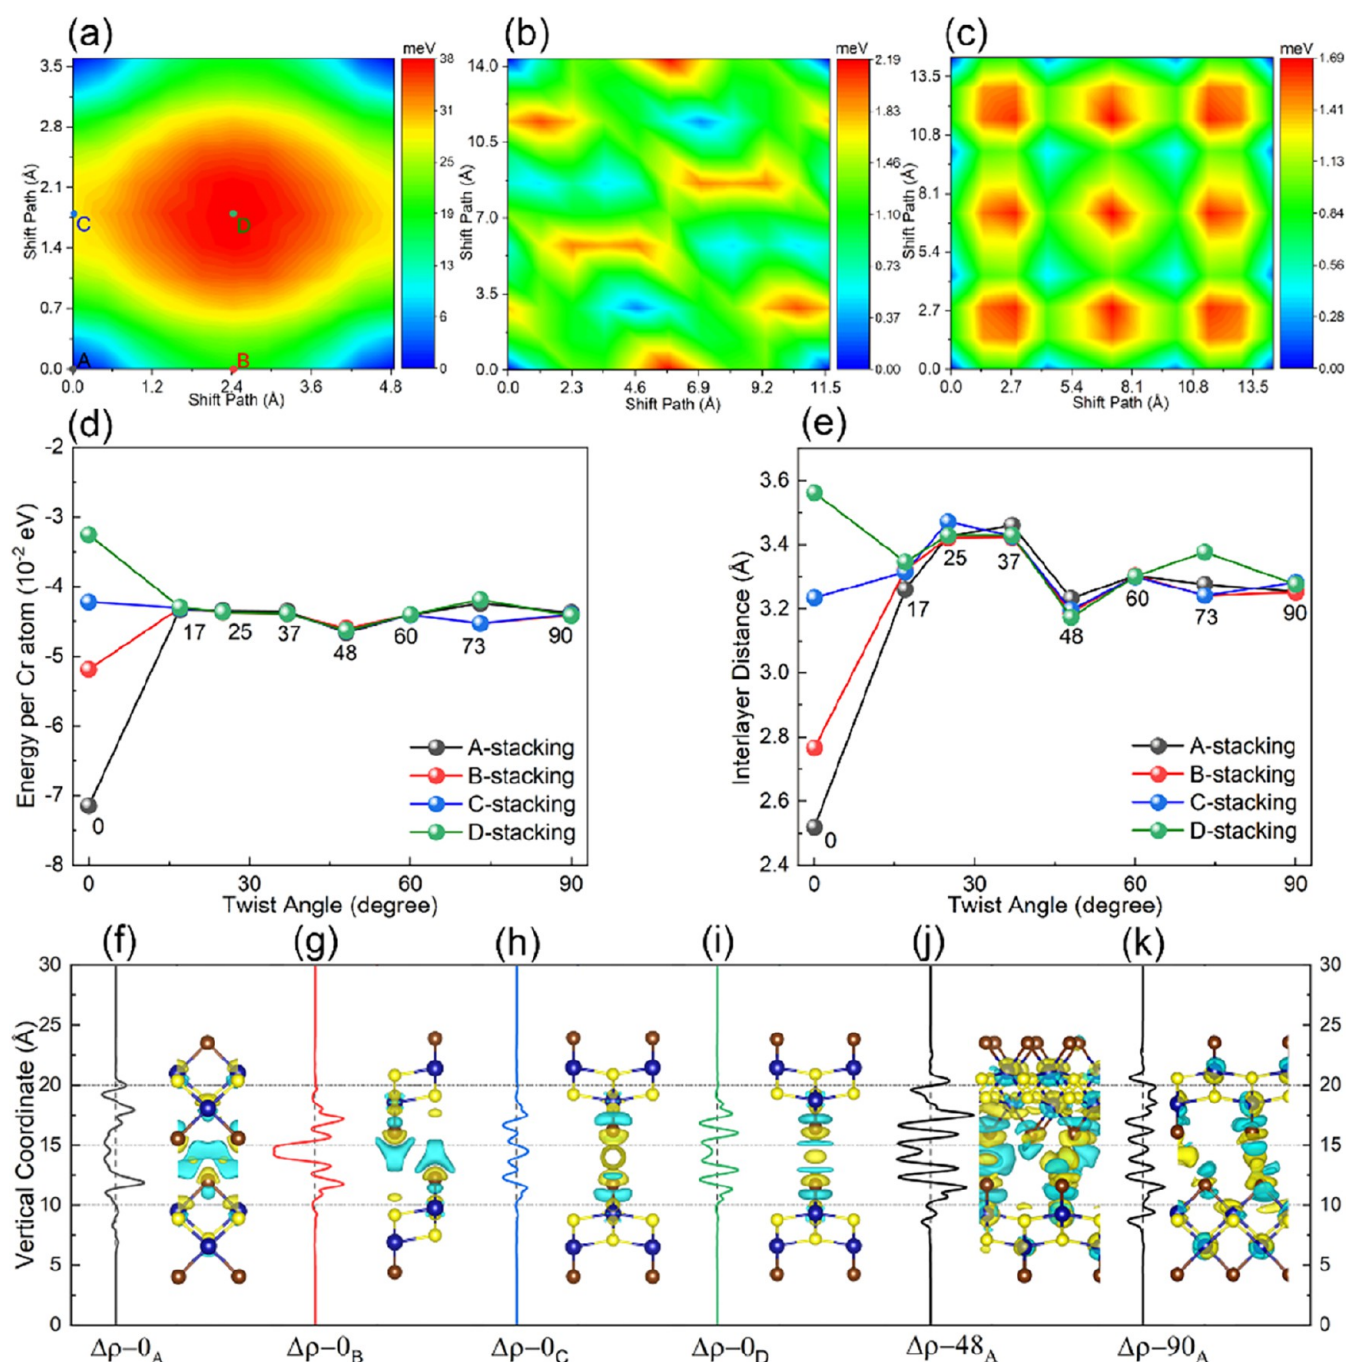 (a)
meV
3.5
2.8
2.1
1.4
0.7
0.0
Shift Path (Å)
C
D
A
B
0.0 1.2 2.4 3.6 4.8
Shift Path (Å)
38
31
25
19
13
6
0
(b)
meV
14.0
10.5
7.0
3.5
0.0
Shift Path (Å)
0.0 2.3 4.6 6.9 9.2 11.5
Shift Path (Å)
2.19
1.83
1.46
1.10
0.73
0.37
0.00
(c)
meV
13.5
10.8
8.1
5.4
2.7
0.0
Shift Path (Å)
0.0 2.7 5.4 8.1 10.8 13.5
Shift Path (Å)
1.69
1.41
1.13
0.84
0.56
0.28
0.00
(d)
-2
-3
-4
-5
-6
-7
-8
Energy per Cr atom (10⁻² eV)
0
17
25
37
48
60
73
90
A-stacking
B-stacking
C-stacking
D-stacking
0 30 60 90
Twist Angle (degree)
(e)
3.6
3.4
3.2
3.0
2.8
2.6
2.4
Interlayer Distance (Å)
0
17
25
37
48
60
73
90
A-stacking
B-stacking
C-stacking
D-stacking
0 30 60 90
Twist Angle (degree)
(f) (g) (h) (i) (j) (k)
30
25
20
15
10
5
0
Vertical Coordinate (Å)
30
25
20
15
10
5
0
Δρ−0A Δρ−0B Δρ−0C Δρ−0D Δρ−48A Δρ−90A